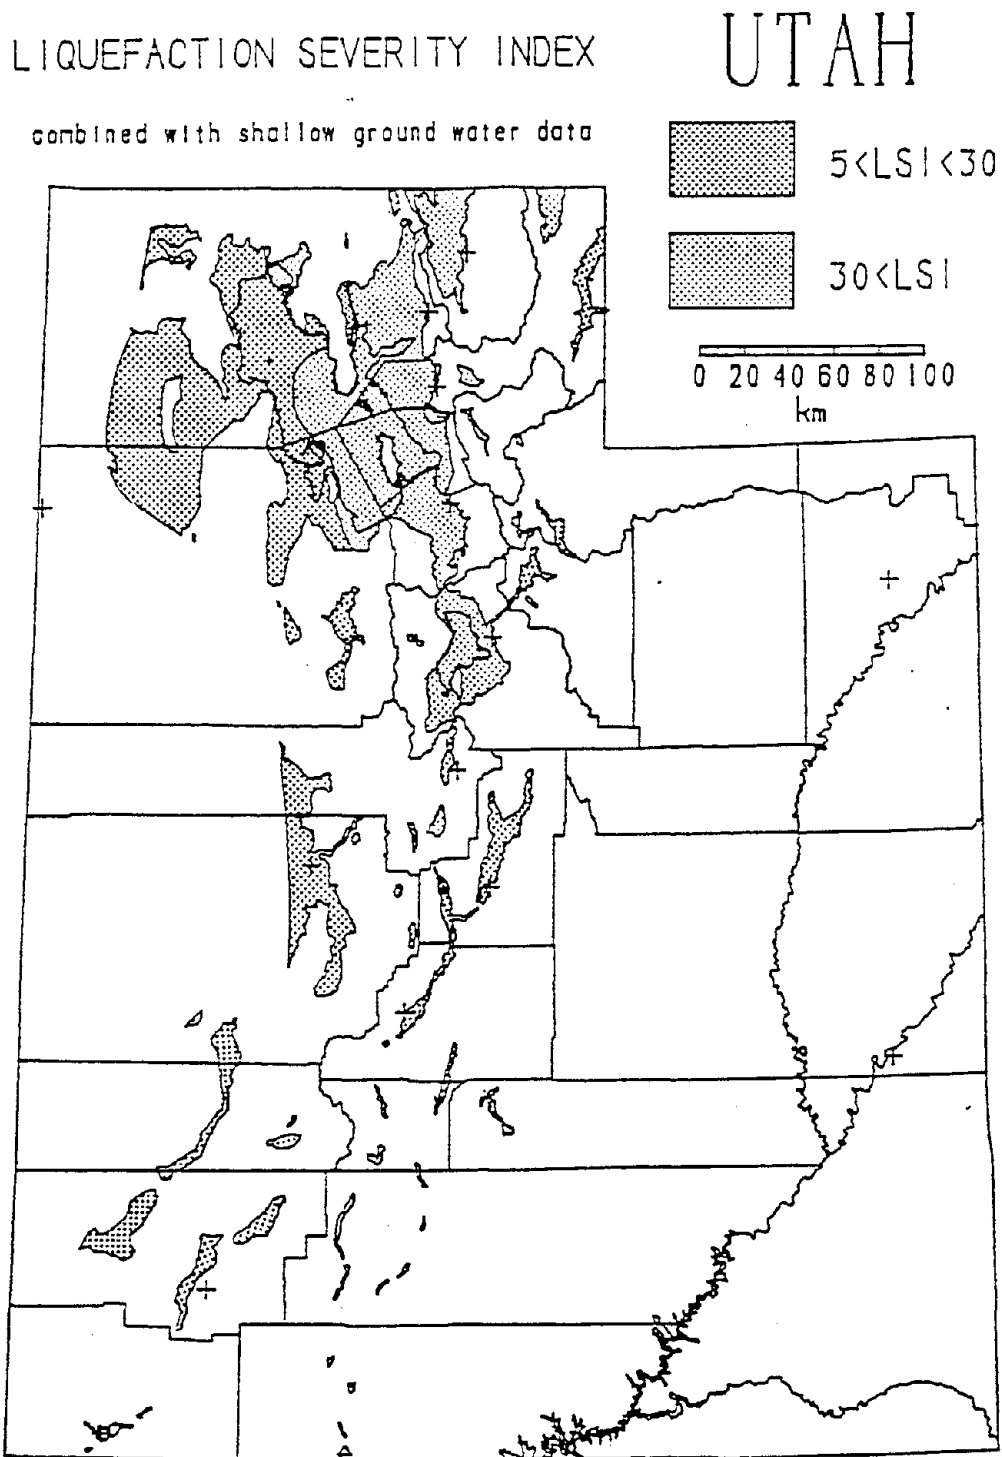 LIQUEFACTION SEVERITY INDEX
combined with shallow ground water data
UTAH
5<LSI<30
30<LSI
0 20 40 60 80 100
km